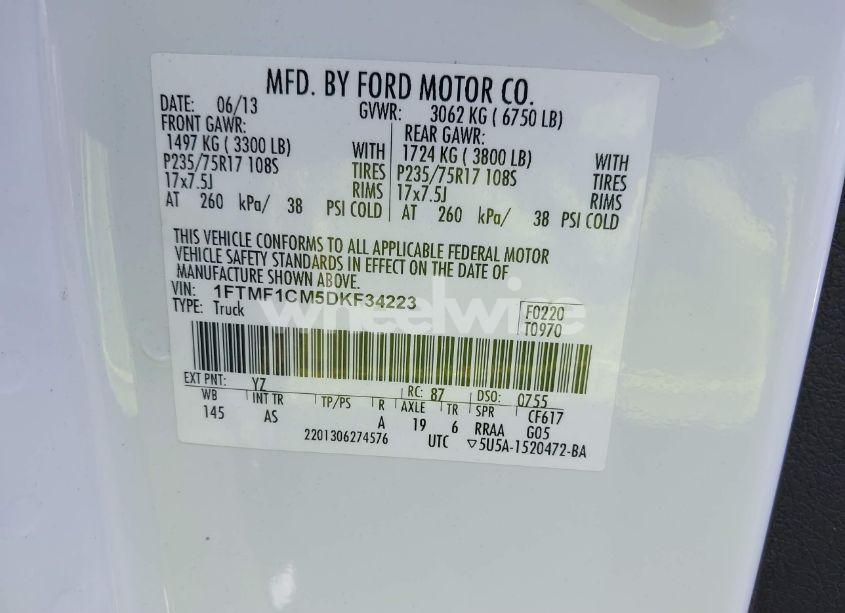 MFD. BY FORD MOTOR CO.
DATE: 06/13 GVWR: 3062 KG ( 6750 LB)
FRONT GAWR: REAR GAWR:
1497 KG ( 3300 LB) WITH 1724 KG ( 3800 LB) WITH
P235/75R17 108S TIRES P235/75R17 108S TIRES
17x7.5J RIMS 17x7.5J RIMS
AT 260 kPa/ 38 PSI COLD AT 260 kPa/ 38 PSI COLD
THIS VEHICLE CONFORMS TO ALL APPLICABLE FEDERAL MOTOR
VEHICLE SAFETY STANDARDS IN EFFECT ON THE DATE OF
MANUFACTURE SHOWN ABOVE.
VIN: 1FTMF1CM5DKF34223
TYPE: Truck
F0220
T0970
wheelwire
EXT PNT: YZ RC: 87 DSO: 0755
WB INT TR TP/PS R AXLE TR SPR CF617
145 AS A 19 6 RRAA G05
2201306274576 UTC ▽5U5A-1520472-BA